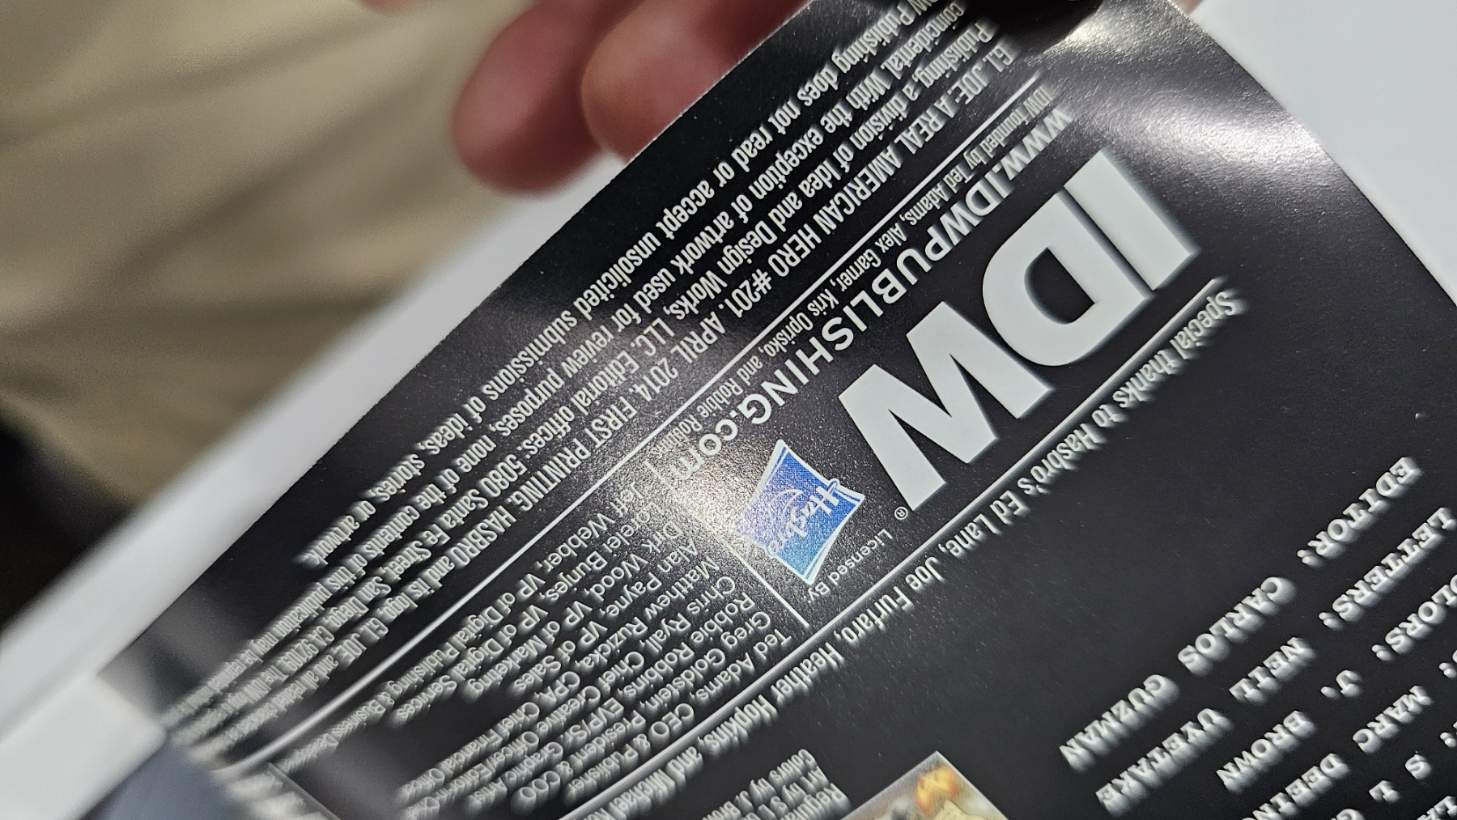 LETTERS: NEIL UYETAKE
EDITOR: CARLOS GUZMAN
Special thanks to Hasbro's Ed Lane, Joe Furfaro, Heather Hopkins, and Michael
IDW
®
Licensed By
Hasbro
www.IDWPUBLISHING.com
IDW founded by Ted Adams, Alex Garner, Kris Oprisko, and Robbie Robbins
Ted Adams, CEO & Publisher
Greg Goldstein, President & COO
Robbie Robbins, EVP/Sr. Graphic Artist
Chris Ryall, Chief Creative Officer/Editor-in-Chief
Matthew Ruzicka, CPA, Chief Financial Officer
Alan Payne, VP of Sales
Dirk Wood, VP of Marketing
Lorelei Bunjes, VP of Digital Services
Jeff Webber, VP of Digital Publishing & Business
G.I. JOE: A REAL AMERICAN HERO #201. APRIL 2014. FIRST PRINTING. HASBRO and its logo, G.I. JOE,
Publishing, a division of Idea and Design Works, LLC. Editorial offices: 5080 Santa Fe Street, San Diego, CA 92109. The IDW
coincidental. With the exception of artwork used for review purposes, none of the contents of this publication may be
Publishing does not read or accept unsolicited submissions of ideas, stories, or artwork.